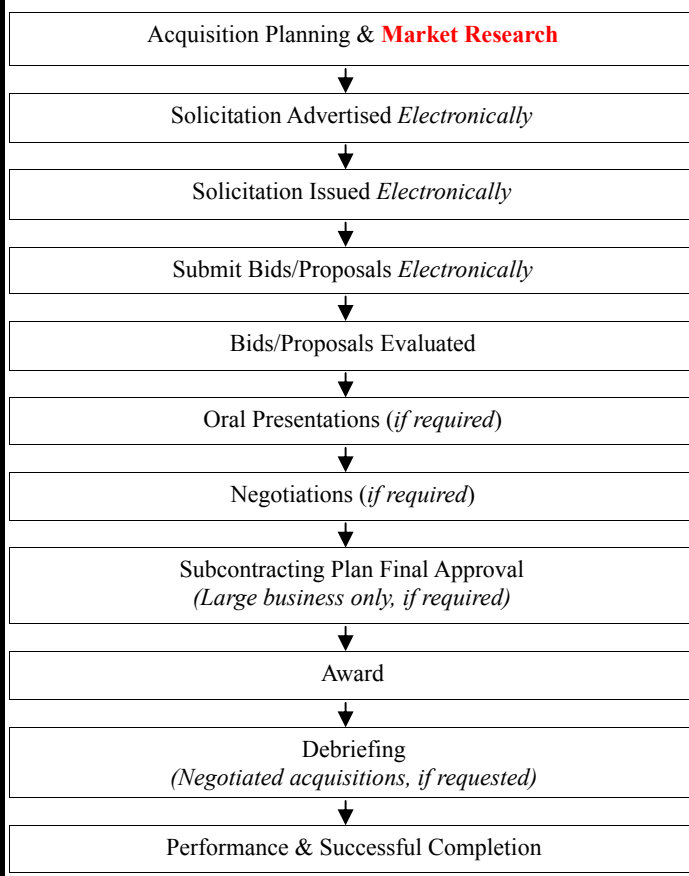 Acquisition Planning & Market Research
Solicitation Advertised Electronically
Solicitation Issued Electronically
Submit Bids/Proposals Electronically
Bids/Proposals Evaluated
Oral Presentations (if required)
Negotiations (if required)
Subcontracting Plan Final Approval
(Large business only, if required)
Award
Debriefing
(Negotiated acquisitions, if requested)
Performance & Successful Completion